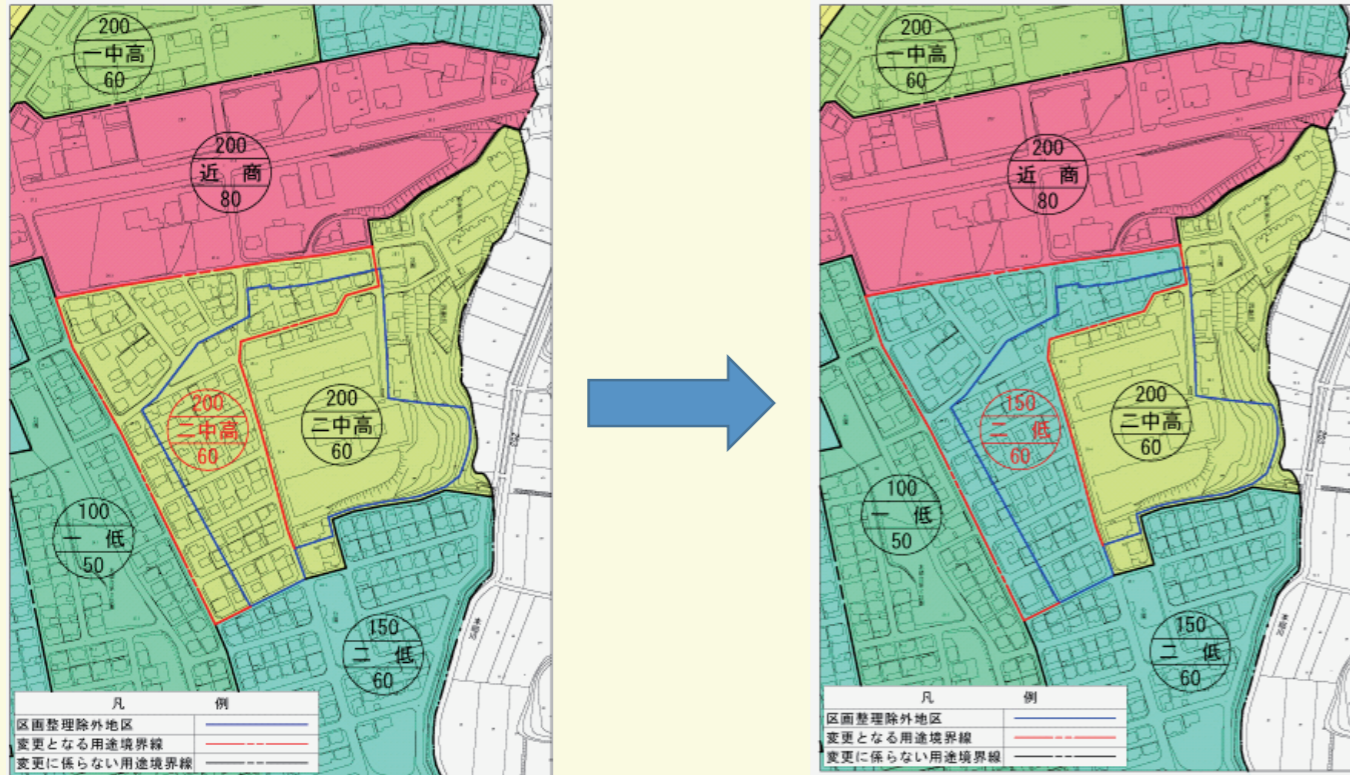 200
一中高
60
200
近 商
80
200
二中高
60
200
二中高
60
100
一 低
50
150
二 低
60
凡 例
区画整理除外地区
変更となる用途境界線
変更に係らない用途境界線
200
一中高
60
200
近 商
80
150
二 低
60
200
二中高
60
100
一 低
50
150
二 低
60
凡 例
区画整理除外地区
変更となる用途境界線
変更に係らない用途境界線